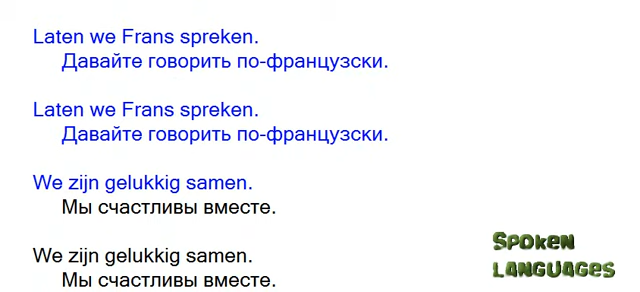 Laten we Frans spreken.
Давайте говорить по-французски.
Laten we Frans spreken.
Давайте говорить по-французски.
We zijn gelukkig samen.
Мы счастливы вместе.
We zijn gelukkig samen.
Мы счастливы вместе.
Spoken
Languages